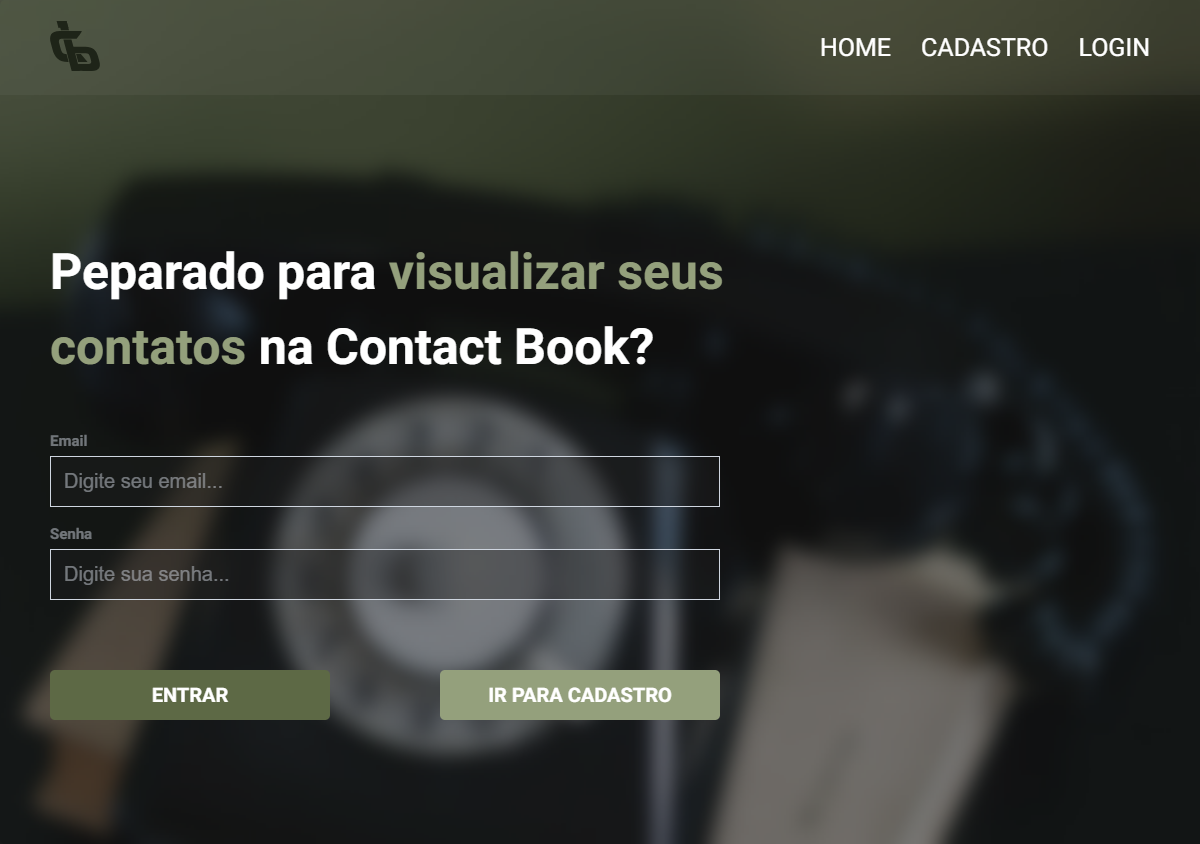 HOME CADASTRO LOGIN
Peparado para visualizar seus
contatos na Contact Book?
Email
Digite seu email...
Senha
Digite sua senha...
ENTRAR IR PARA CADASTRO